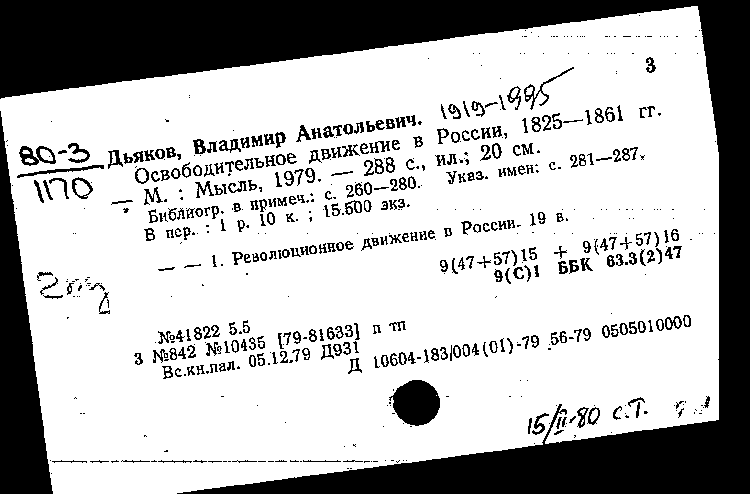 3
1919-1995
80-3
1170
Дьяков, Владимир Анатольевич.
Освободительное движение в России, 1825—1861 гг.
— М. : Мысль, 1979. — 288 с., ил.; 20 см.
Библиогр. в примеч.: с. 260—280. Указ. имен: с. 281—287.
В пер. : 1 р. 10 к. ; 15.500 экз.
— — 1. Революционное движение в России. 19 в.
9(47+57)15 + 9(47+57)16
9(С)1 ББК 63.3(2)47
№41822 5.5
3 №842 №10435 [79-81633] п тп
Вс.кн.пал. 05.12.79 Д931
Д 10604-183/004(01)-79 56-79 0505010000
15/II-80 с.т.